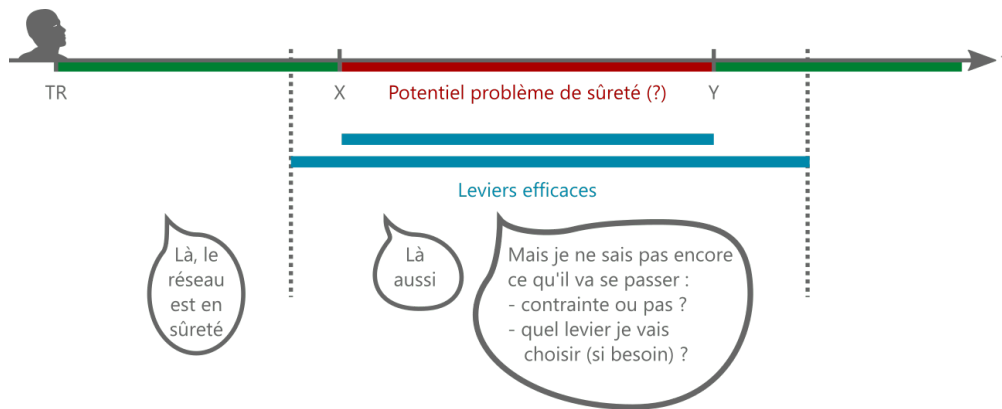 TR
X
Potentiel problème de sûreté (?)
Y
Leviers efficaces
Là, le
réseau
est en
sûreté
Là
aussi
Mais je ne sais pas encore
ce qu'il va se passer :
- contrainte ou pas ?
- quel levier je vais
choisir (si besoin) ?